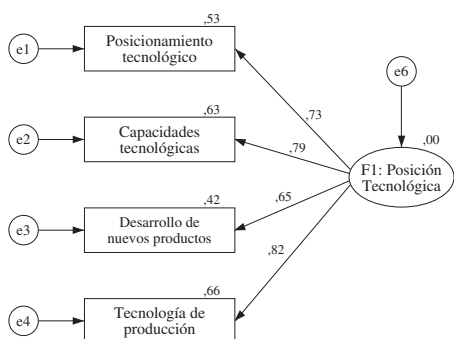 ,53
e1
Posicionamiento
tecnológico
e6
,73
,63
,00
e2
Capacidades
tecnológicas
,79
F1: Posición
Tecnológica
,42
,65
e3
Desarrollo de
nuevos productos
,82
,66
e4
Tecnología de
producción